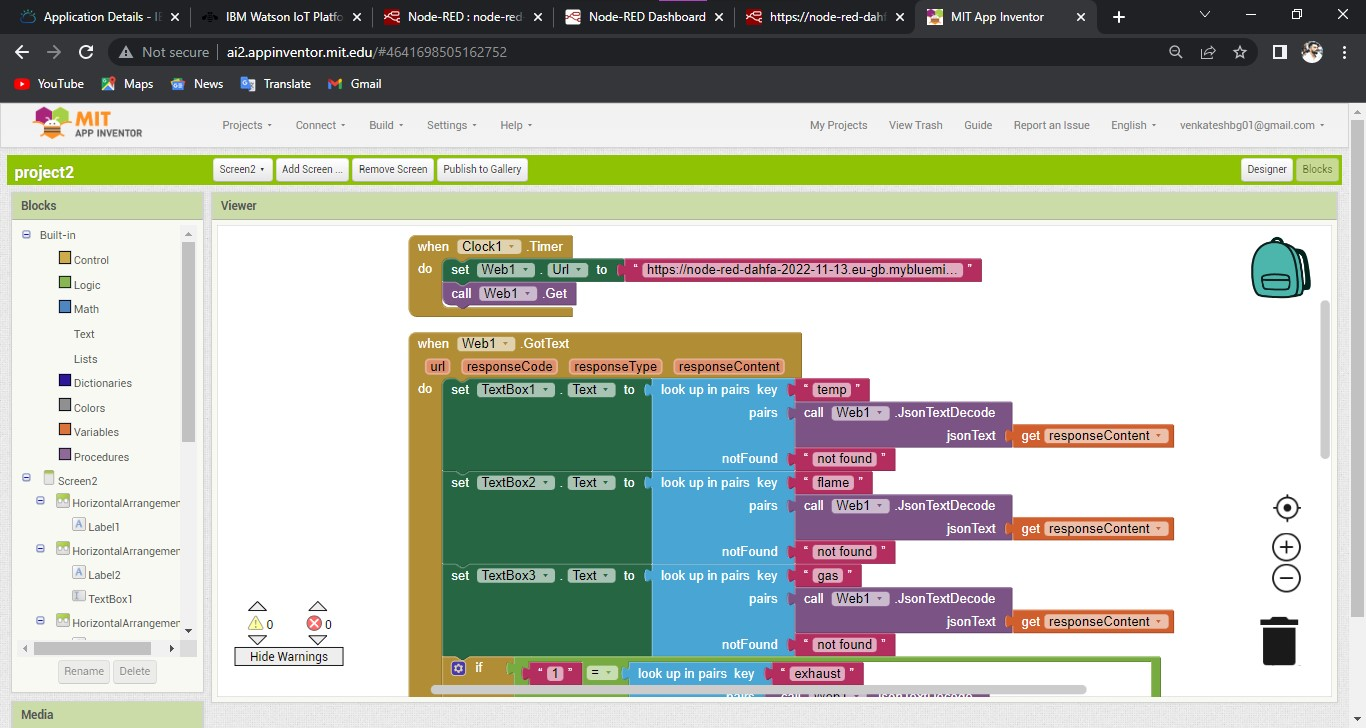 Application Details - IB
IBM Watson IoT Platfo
Node-RED : node-red
Node-RED Dashboard
https://node-red-dahf
MIT App Inventor
Not secure ai2.appinventor.mit.edu/#4641698505162752
YouTube Maps News Translate Gmail
MIT
APP INVENTOR
Projects Connect Build Settings Help My Projects View Trash Guide Report an Issue English venkateshbg01@gmail.com
project2 Screen2 Add Screen ... Remove Screen Publish to Gallery Designer Blocks
Blocks
Built-in
Control
Logic
Math
Text
Lists
Dictionaries
Colors
Variables
Procedures
Screen2
HorizontalArrangemen
Label1
HorizontalArrangemen
Label2
TextBox1
HorizontalArrangemen
Rename Delete
Media
Viewer
when Clock1 .Timer
do set Web1 . Url to " https://node-red-dahfa-2022-11-13.eu-gb.mybluemi... "
call Web1 .Get
when Web1 .GotText
url responseCode responseType responseContent
do set TextBox1 . Text to look up in pairs key " temp "
pairs call Web1 .JsonTextDecode
jsonText get responseContent
notFound " not found "
set TextBox2 . Text to look up in pairs key " flame "
pairs call Web1 .JsonTextDecode
jsonText get responseContent
notFound " not found "
set TextBox3 . Text to look up in pairs key " gas "
pairs call Web1 .JsonTextDecode
jsonText get responseContent
notFound " not found "
if " 1 " = look up in pairs key " exhaust "
pairs call Web1 .JsonTextDecode
0 0
Hide Warnings